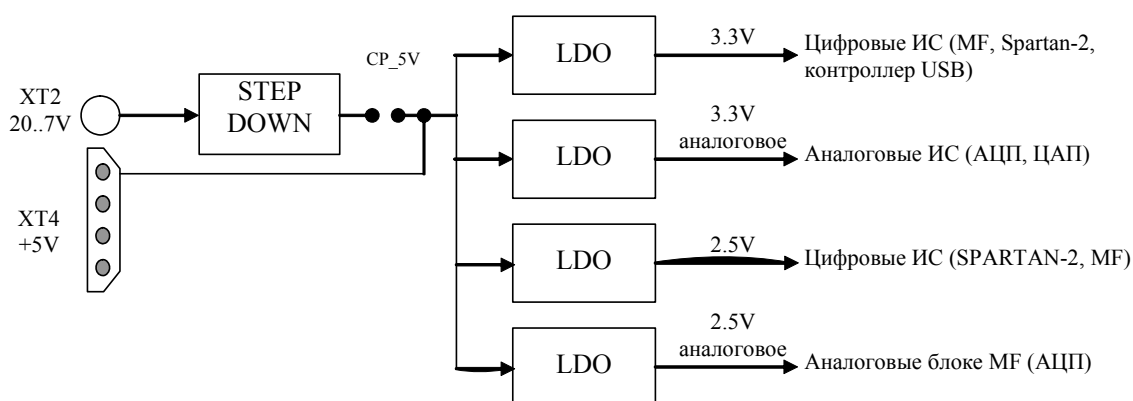 XT2
20..7V
XT4
+5V
STEP
DOWN
CP_5V
LDO
3.3V
Цифровые ИС (MF, Spartan-2,
контроллер USB)
LDO
3.3V
аналоговое
Аналоговые ИС (АЦП, ЦАП)
LDO
2.5V
Цифровые ИС (SPARTAN-2, MF)
LDO
2.5V
аналоговое
Аналоговые блоке MF (АЦП)